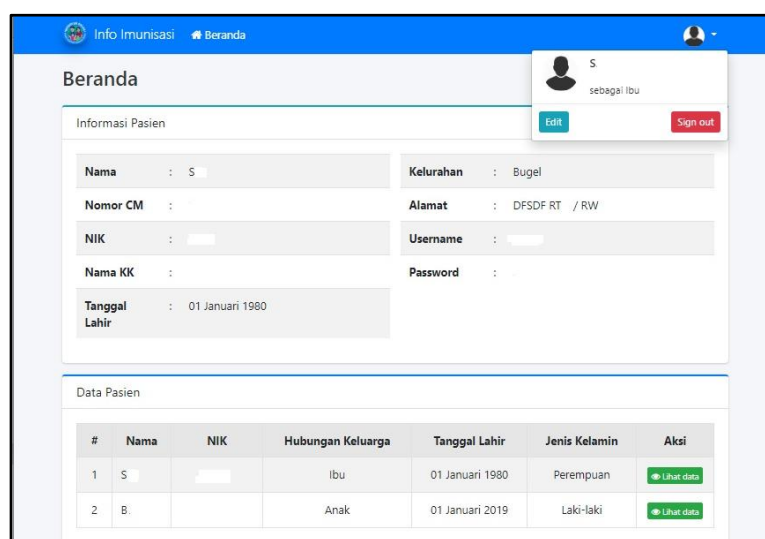 Info Imunisasi Beranda
Beranda
S.
sebagai Ibu
Edit Sign out
Informasi Pasien
Nama : S
Nomor CM :
NIK :
Nama KK :
Tanggal Lahir : 01 Januari 1980
Kelurahan : Bugel
Alamat : DFSDF RT / RW
Username :
Password :
Data Pasien
# Nama NIK Hubungan Keluarga Tanggal Lahir Jenis Kelamin Aksi
1 S Ibu 01 Januari 1980 Perempuan Lihat data
2 B. Anak 01 Januari 2019 Laki-laki Lihat data